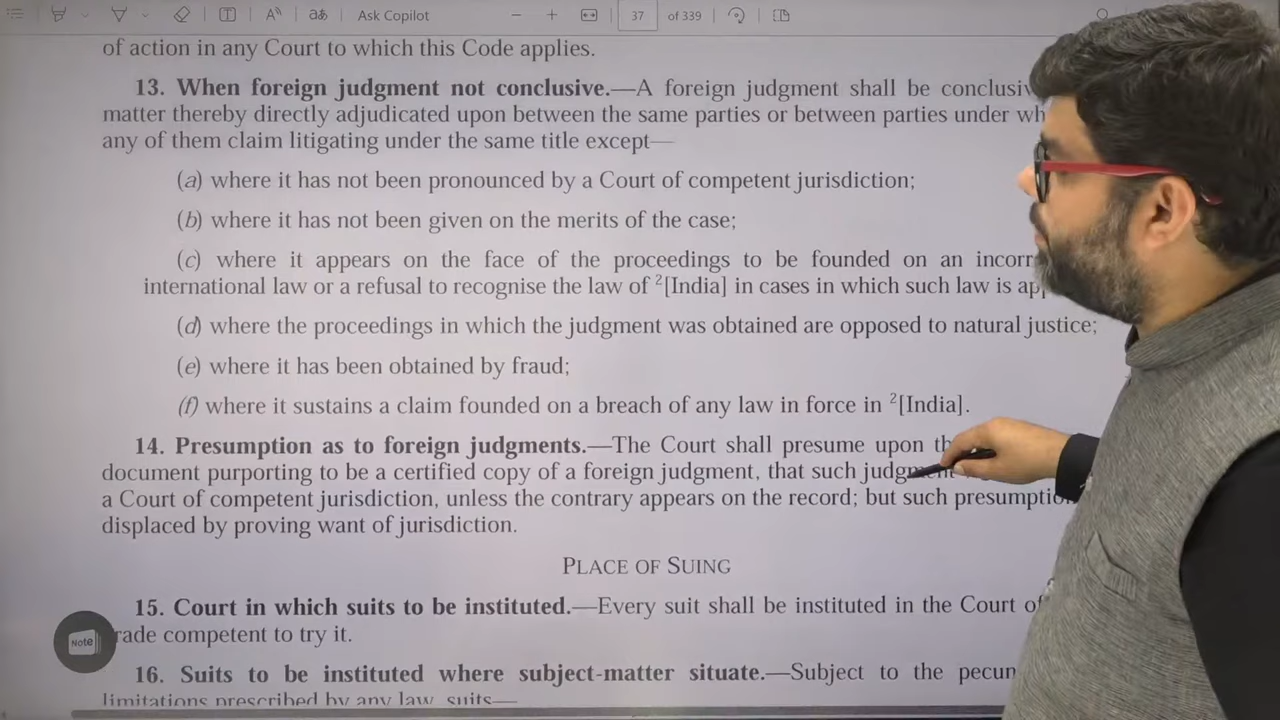 Ask Copilot
37 of 339
of action in any Court to which this Code applies.
13. When foreign judgment not conclusive.—A foreign judgment shall be
matter thereby directly adjudicated upon between the same parties or between parties under
any of them claim litigating under the same title except—
(a) where it has not been pronounced by a Court of competent jurisdiction;
(b) where it has not been given on the merits of the case;
(c) where it appears on the face of the proceedings to be founded on an
international law or a refusal to recognise the law of ²[India] in cases in which such law is
(d) where the proceedings in which the judgment was obtained are opposed to natural justice;
(e) where it has been obtained by fraud;
(f) where it sustains a claim founded on a breach of any law in force in ²[India].
14. Presumption as to foreign judgments.—The Court shall presume upon
document purporting to be a certified copy of a foreign judgment, that such
a Court of competent jurisdiction, unless the contrary appears on the record; but such
displaced by proving want of jurisdiction.
PLACE OF SUING
15. Court in which suits to be instituted.—Every suit shall be instituted in the Court
Note
competent to try it.
16. Suits to be instituted where subject-matter situate.—Subject to the
limitations prescribed by any law, suits—